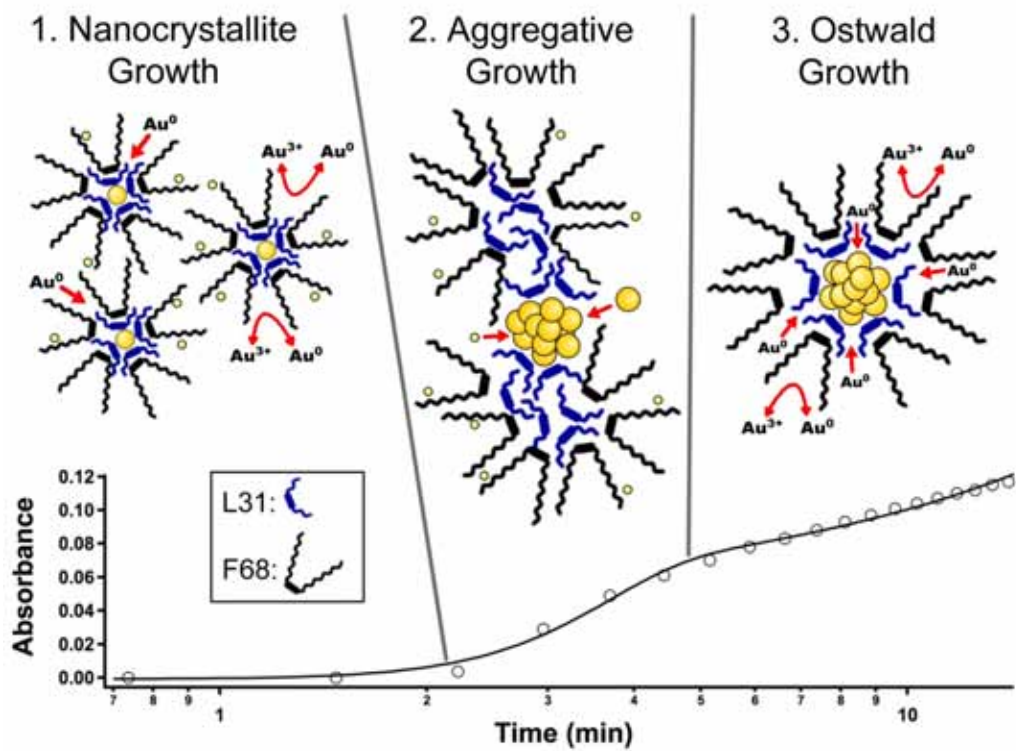 1. Nanocrystallite
Growth
2. Aggregative
Growth
3. Ostwald
Growth
Au⁰
Au³⁺
Au⁰
Au⁰
Au³⁺
Au⁰
Au³⁺
Au⁰
Au⁰
Au⁰
Au⁰
Au⁰
Au³⁺
Au⁰
L31:
F68:
Absorbance
0.12
0.10
0.08
0.06
0.04
0.02
0.00
7 8 9 1 2 3 4 5 6 7 8 9 10
Time (min)